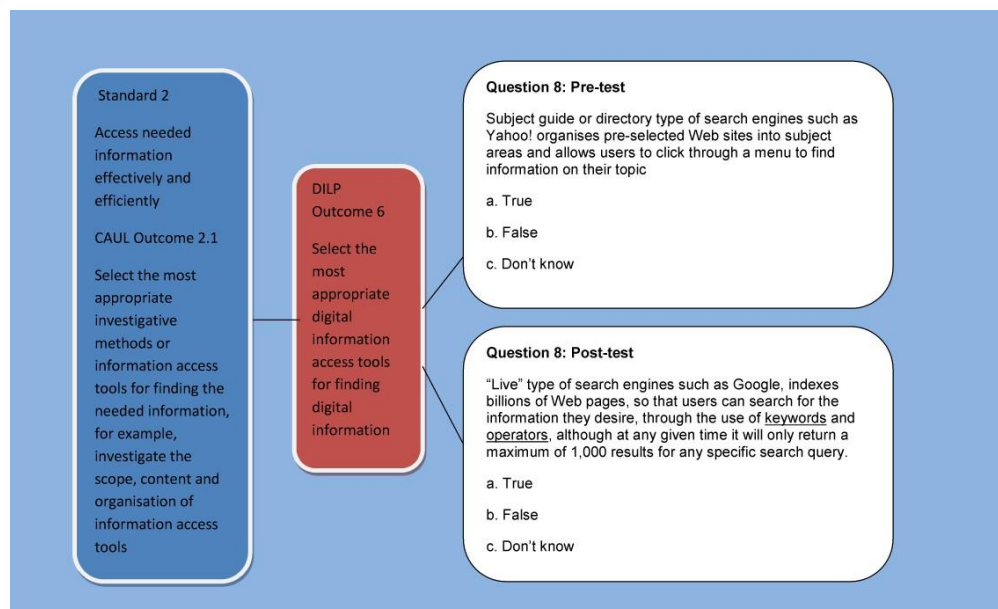 Standard 2
Access needed
information
effectively and
efficiently
CAUL Outcome 2.1
Select the most
appropriate
investigative
methods or
information access
tools for finding the
needed information,
for example,
investigate the
scope, content and
organisation of
information access
tools
DILP
Outcome 6
Select the
most
appropriate
digital
information
access tools
for finding
digital
information
Question 8: Pre-test
Subject guide or directory type of search engines such as
Yahoo! organises pre-selected Web sites into subject
areas and allows users to click through a menu to find
information on their topic
a. True
b. False
c. Don't know
Question 8: Post-test
“Live” type of search engines such as Google, indexes
billions of Web pages, so that users can search for the
information they desire, through the use of keywords and
operators, although at any given time it will only return a
maximum of 1,000 results for any specific search query.
a. True
b. False
c. Don't know